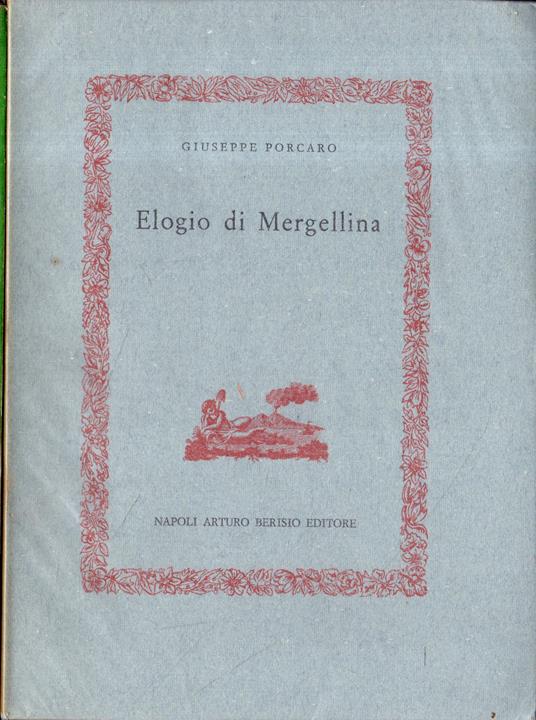 GIUSEPPE PORCARO
Elogio di Mergellina
NAPOLI ARTURO BERISIO EDITORE